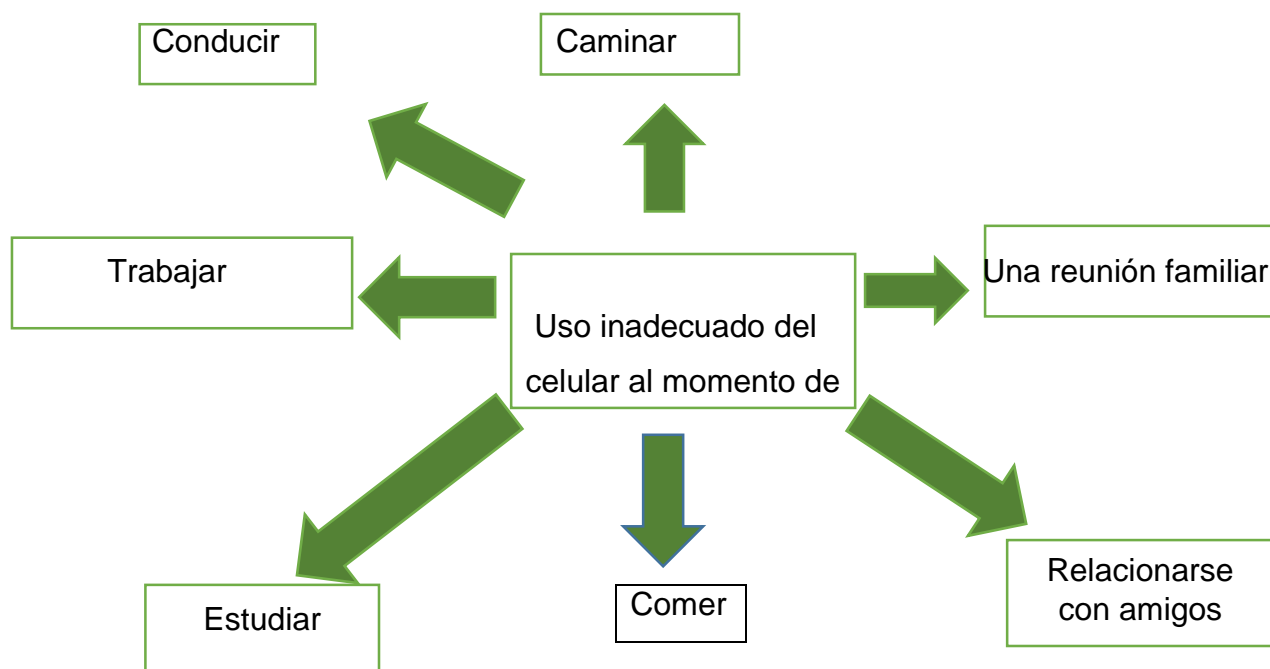 Conducir
Caminar
Trabajar
Una reunión familiar
Uso inadecuado del
celular al momento de
Relacionarse
con amigos
Comer
Estudiar